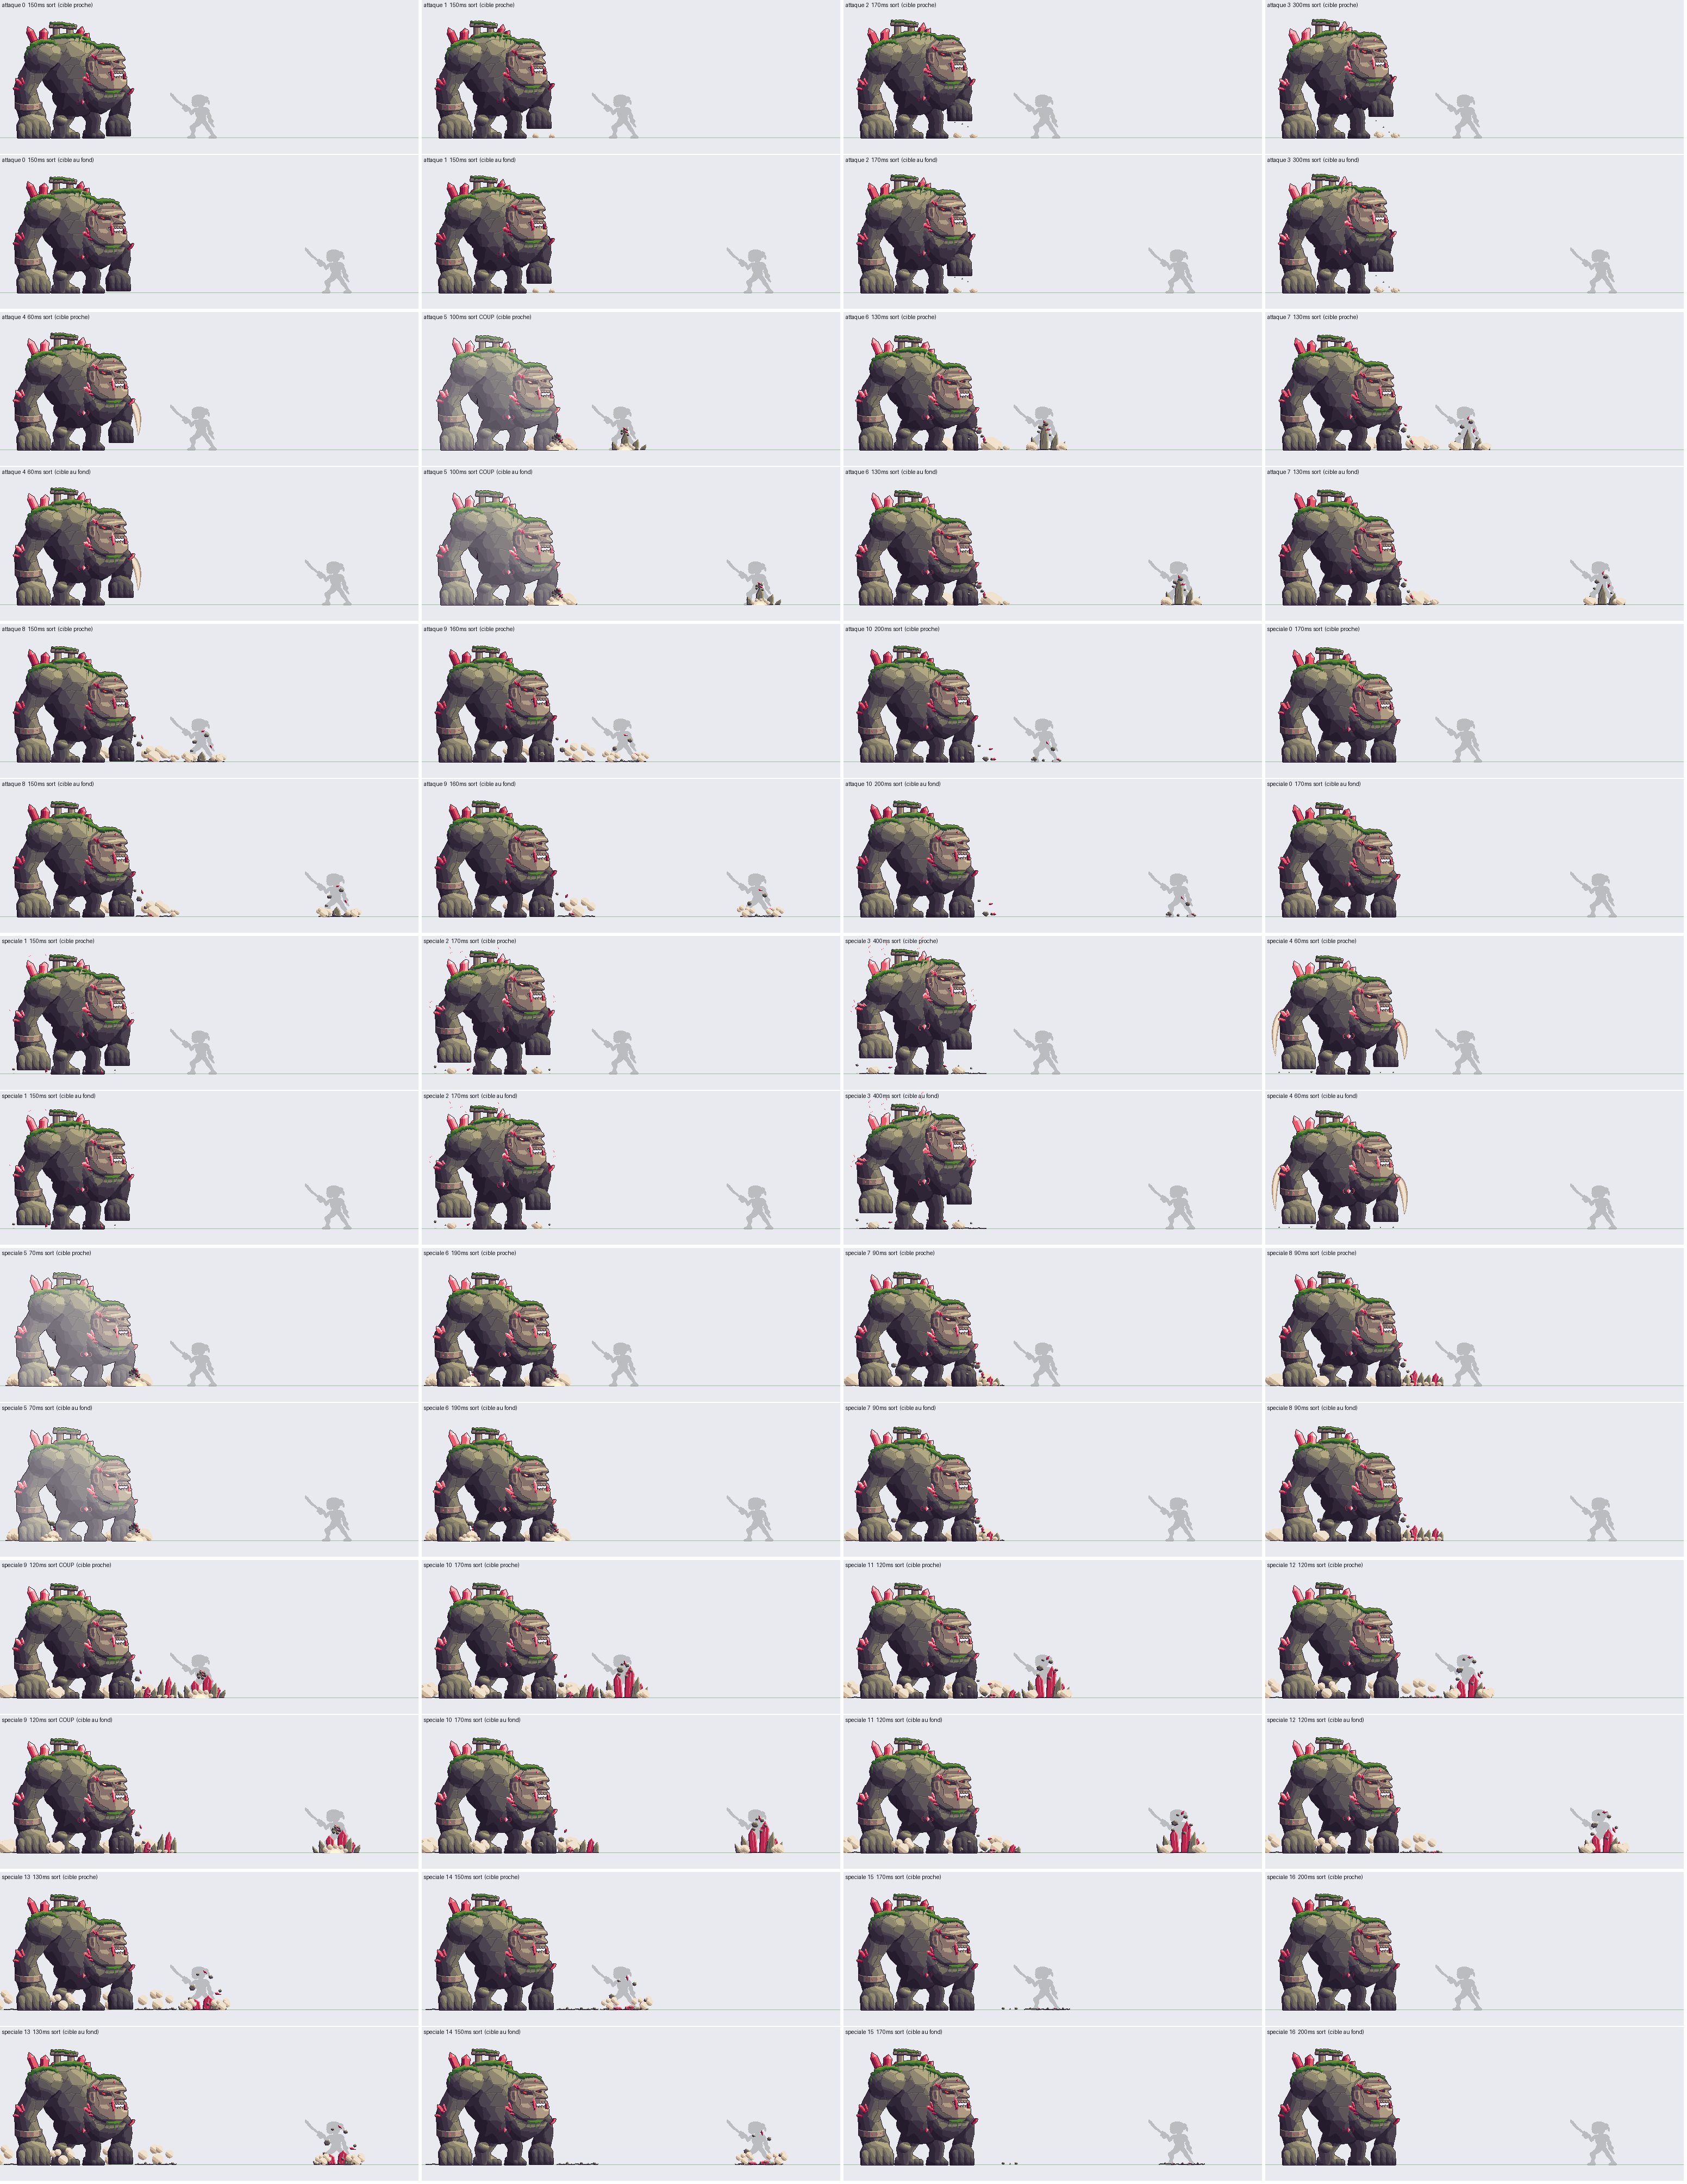 attaque 0 150ms sort (cible proche)
attaque 1 150ms sort (cible proche)
attaque 2 170ms sort (cible proche)
attaque 3 300ms sort (cible proche)
attaque 0 150ms sort (cible au fond)
attaque 1 150ms sort (cible au fond)
attaque 2 170ms sort (cible au fond)
attaque 3 300ms sort (cible au fond)
attaque 4 60ms sort (cible proche)
attaque 5 100ms sort COUP (cible proche)
attaque 6 130ms sort (cible proche)
attaque 7 130ms sort (cible proche)
attaque 4 60ms sort (cible au fond)
attaque 5 100ms sort COUP (cible au fond)
attaque 6 130ms sort (cible au fond)
attaque 7 130ms sort (cible au fond)
attaque 8 150ms sort (cible proche)
attaque 9 160ms sort (cible proche)
attaque 10 200ms sort (cible proche)
speciale 0 170ms sort (cible proche)
attaque 8 150ms sort (cible au fond)
attaque 9 160ms sort (cible au fond)
attaque 10 200ms sort (cible au fond)
speciale 0 170ms sort (cible au fond)
speciale 1 150ms sort (cible proche)
speciale 2 170ms sort (cible proche)
speciale 3 400ms sort (cible proche)
speciale 4 60ms sort (cible proche)
speciale 1 150ms sort (cible au fond)
speciale 2 170ms sort (cible au fond)
speciale 3 400ms sort (cible au fond)
speciale 4 60ms sort (cible au fond)
speciale 5 70ms sort (cible proche)
speciale 6 190ms sort (cible proche)
speciale 7 90ms sort (cible proche)
speciale 8 90ms sort (cible proche)
speciale 5 70ms sort (cible au fond)
speciale 6 190ms sort (cible au fond)
speciale 7 90ms sort (cible au fond)
speciale 8 90ms sort (cible au fond)
speciale 9 120ms sort COUP (cible proche)
speciale 10 170ms sort (cible proche)
speciale 11 120ms sort (cible proche)
speciale 12 120ms sort (cible proche)
speciale 9 120ms sort COUP (cible au fond)
speciale 10 170ms sort (cible au fond)
speciale 11 120ms sort (cible au fond)
speciale 12 120ms sort (cible au fond)
speciale 13 130ms sort (cible proche)
speciale 14 150ms sort (cible proche)
speciale 15 170ms sort (cible proche)
speciale 16 200ms sort (cible proche)
speciale 13 130ms sort (cible au fond)
speciale 14 150ms sort (cible au fond)
speciale 15 170ms sort (cible au fond)
speciale 16 200ms sort (cible au fond)